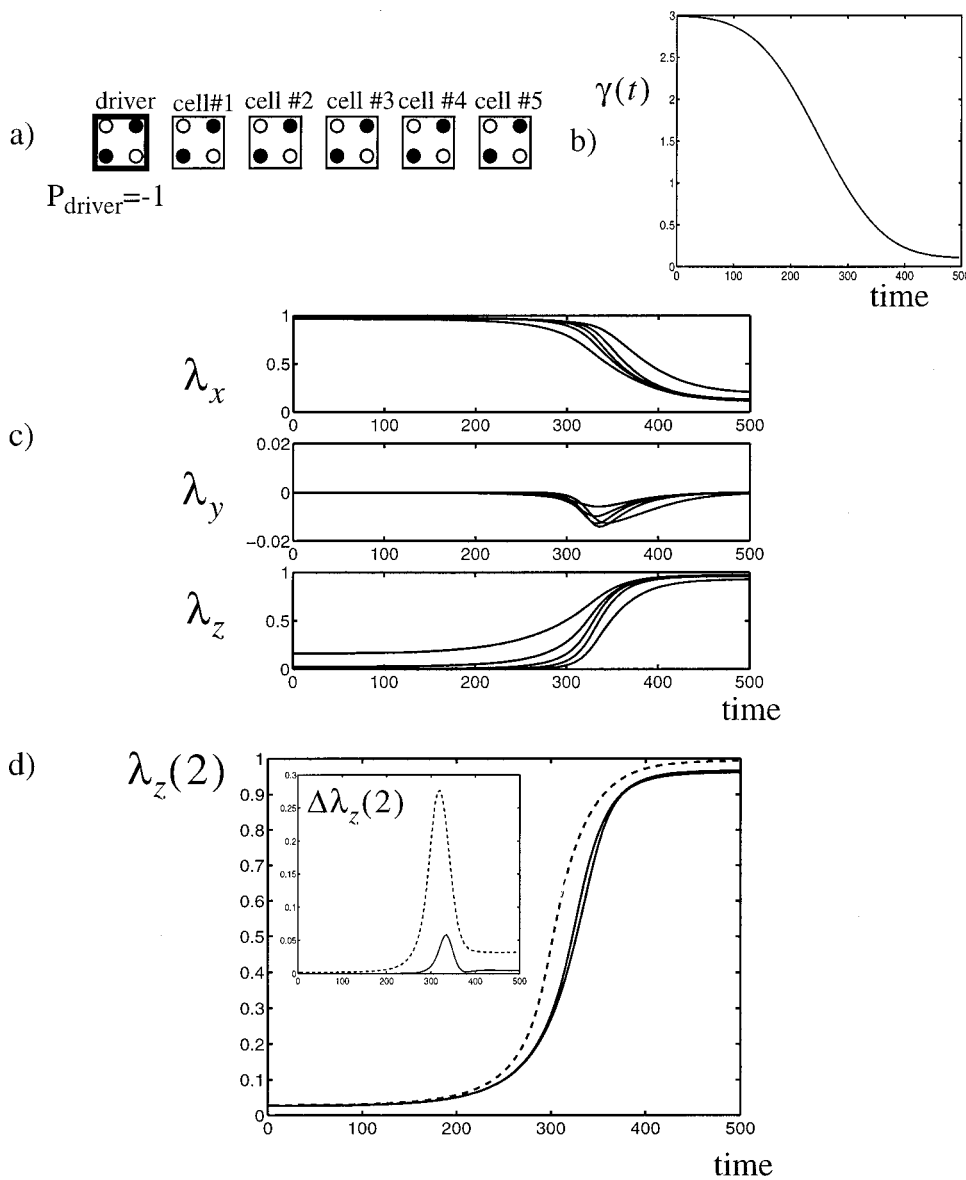 a)
driver cell#1 cell #2 cell #3 cell #4 cell #5
P_driver=-1
b)
γ(t)
3
2.5
2
1.5
1
0.5
0
0 100 200 300 400 500
time
c)
λ_x
1
0.5
0
0 100 200 300 400 500
λ_y
0.02
0
−0.02
0 100 200 300 400 500
λ_z
1
0.5
0
0 100 200 300 400 500
time
d)
λ_z(2)
1
0.9
0.8
0.7
0.6
0.5
0.4
0.3
0.2
0.1
0
0 100 200 300 400 500
time
Δλ_z(2)
0.3
0.25
0.2
0.15
0.1
0.05
0
0 100 200 300 400 500